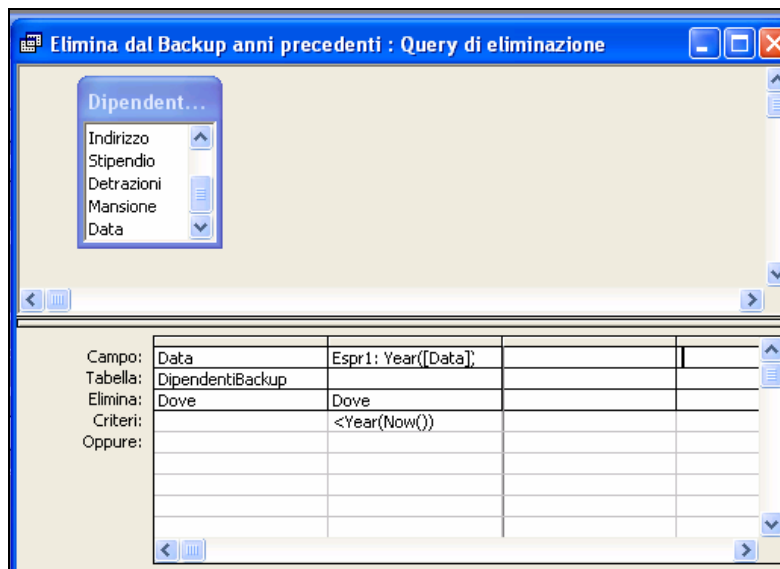 Elimina dal Backup anni precedenti : Query di eliminazione
Dipendent...
Indirizzo
Stipendio
Detrazioni
Mansione
Data
Campo: Data Espr1: Year([Data])
Tabella: DipendentiBackup
Elimina: Dove Dove
Criteri: <Year(Now())
Oppure: